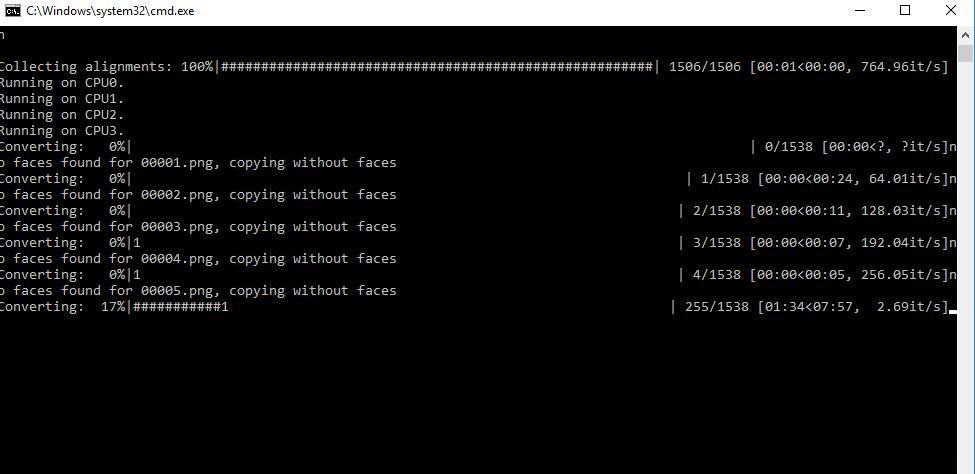 C:\Windows\system32\cmd.exe
n
Collecting alignments: 100%|######################################################| 1506/1506 [00:01<00:00, 764.96it/s]
Running on CPU0.
Running on CPU1.
Running on CPU2.
Running on CPU3.
Converting:   0%|                                                                             | 0/1538 [00:00<?, ?it/s]n
o faces found for 00001.png, copying without faces
Converting:   0%|                                                                     | 1/1538 [00:00<00:24, 64.01it/s]n
o faces found for 00002.png, copying without faces
Converting:   0%|                                                                    | 2/1538 [00:00<00:11, 128.03it/s]n
o faces found for 00003.png, copying without faces
Converting:   0%|1                                                                   | 3/1538 [00:00<00:07, 192.04it/s]n
o faces found for 00004.png, copying without faces
Converting:   0%|1                                                                   | 4/1538 [00:00<00:05, 256.05it/s]n
o faces found for 00005.png, copying without faces
Converting:  17%|###########1                                                       | 255/1538 [01:34<07:57,  2.69it/s]